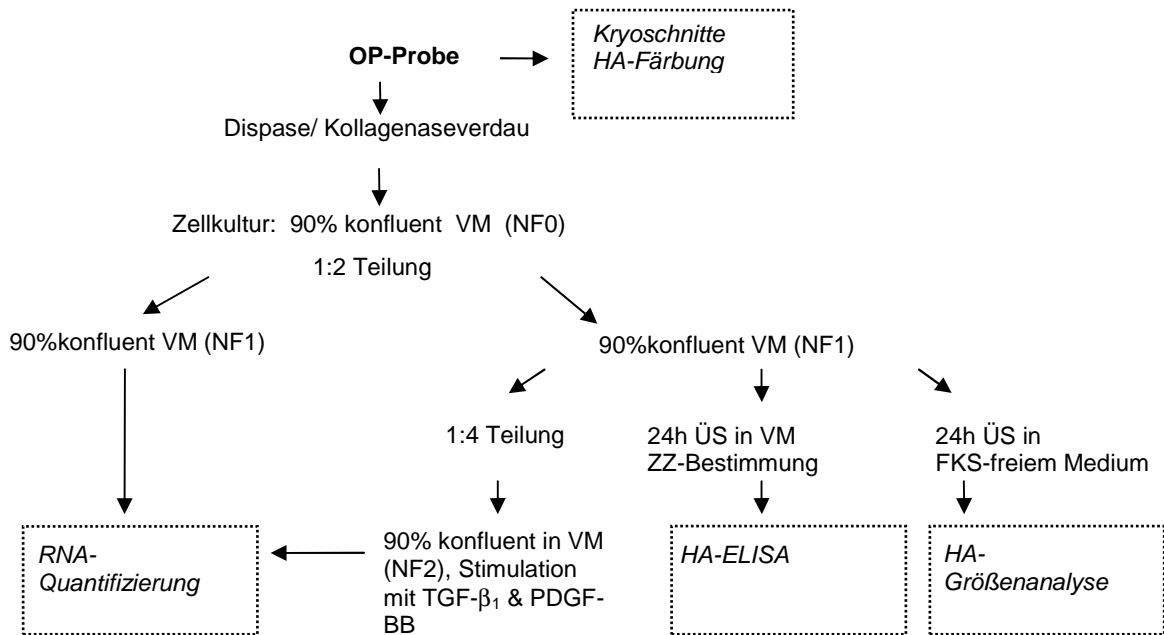 Kryoschnitte
HA-Färbung
OP-Probe
Dispase/ Kollagenaseverdau
Zellkultur: 90% konfluent VM (NF0)
1:2 Teilung
90%konfluent VM (NF1)
90%konfluent VM (NF1)
1:4 Teilung
24h ÜS in VM
ZZ-Bestimmung
24h ÜS in
FKS-freiem Medium
RNA-
Quantifizierung
90% konfluent in VM
(NF2), Stimulation
mit TGF-β₁ & PDGF-
BB
HA-ELISA
HA-
Größenanalyse